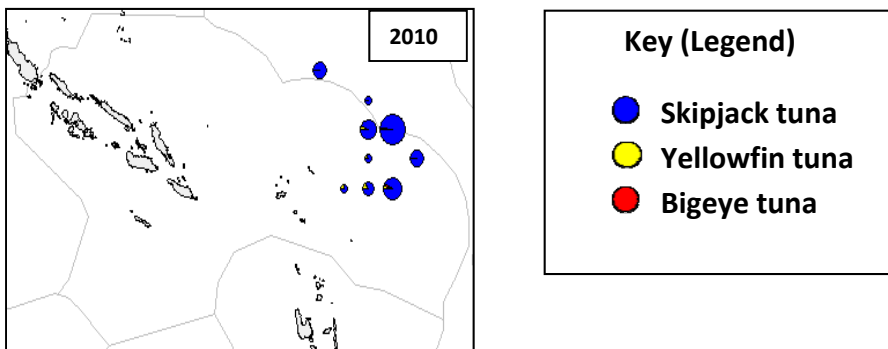 2010
Key (Legend)
Skipjack tuna
Yellowfin tuna
Bigeye tuna